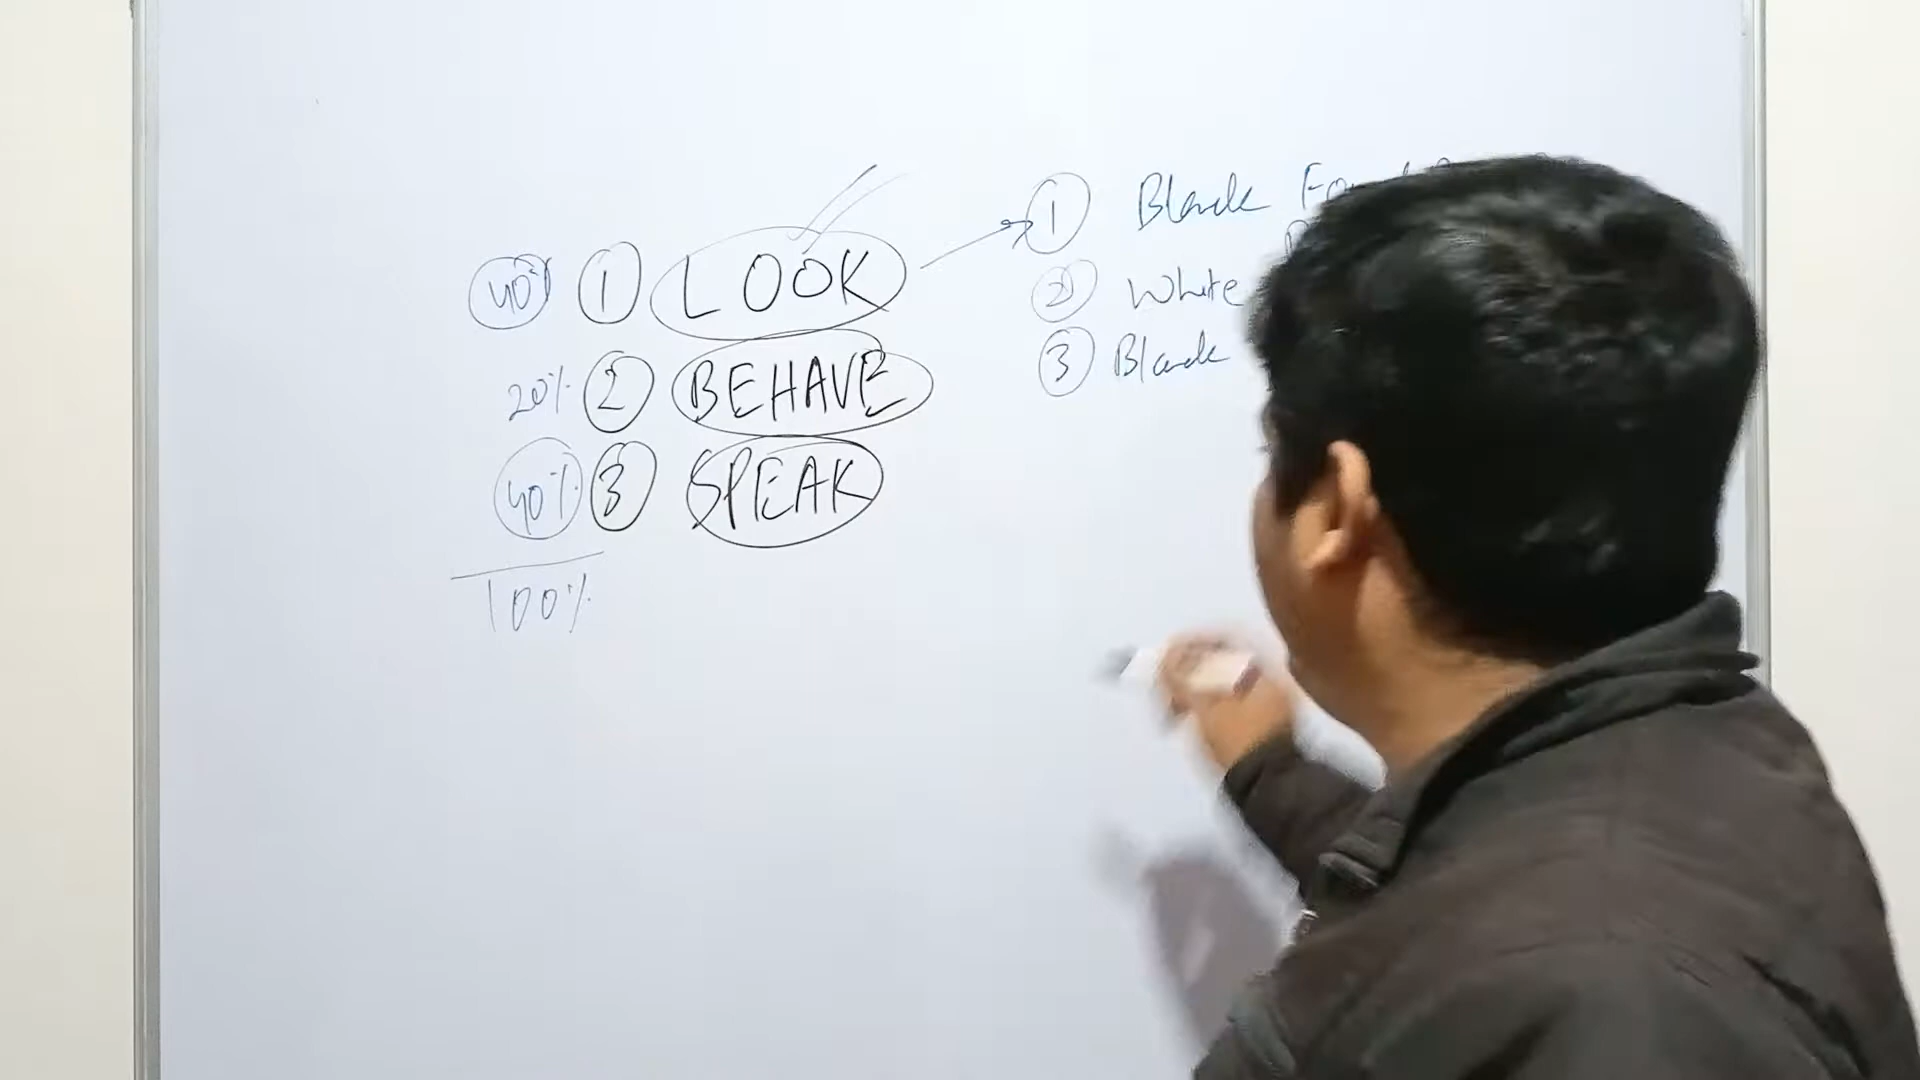 40% 1 LOOK
20% 2 BEHAVE
40% 3 SPEAK
100%
1 Black
2 White
3 Black